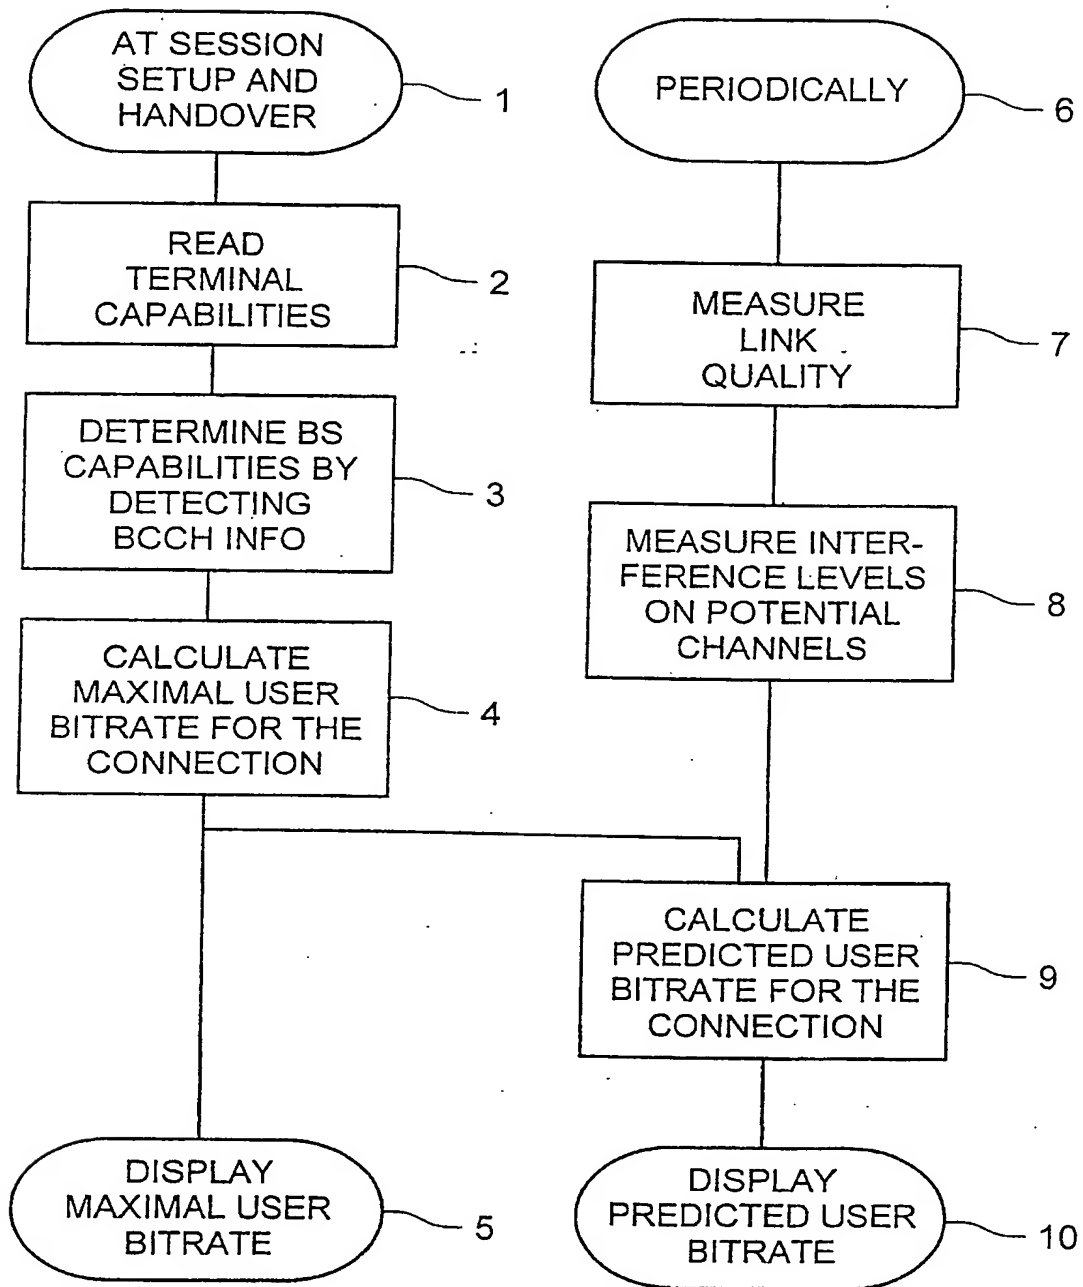 AT SESSION
SETUP AND
HANDOVER
1
READ
TERMINAL
CAPABILITIES
2
DETERMINE BS
CAPABILITIES BY
DETECTING
BCCH INFO
3
CALCULATE
MAXIMAL USER
BITRATE FOR THE
CONNECTION
4
DISPLAY
MAXIMAL USER
BITRATE
5
PERIODICALLY
6
MEASURE
LINK
QUALITY
7
MEASURE INTER-
FERENCE LEVELS
ON POTENTIAL
CHANNELS
8
CALCULATE
PREDICTED USER
BITRATE FOR THE
CONNECTION
9
DISPLAY
PREDICTED USER
BITRATE
10